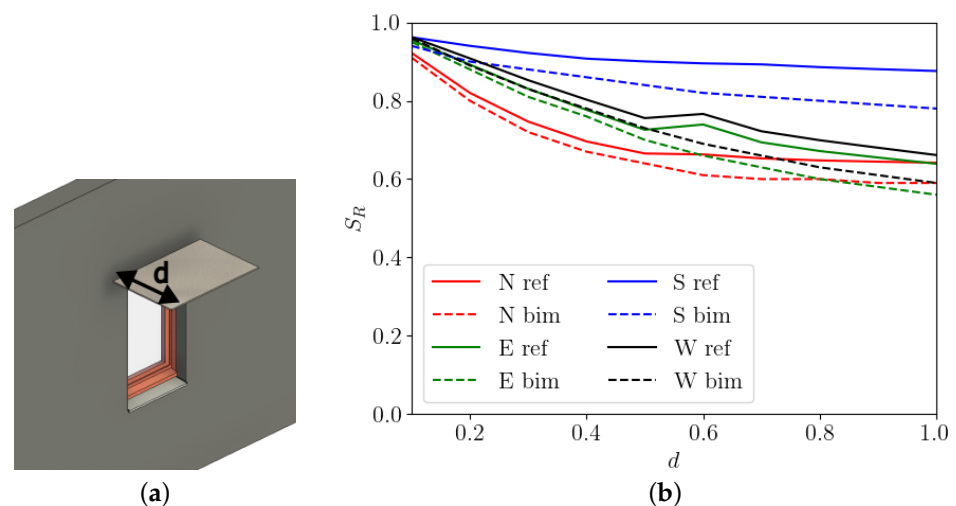 d
(a)
1.0
0.8
0.6
0.4
0.2
0.0
S_R
N ref
N bim
E ref
E bim
S ref
S bim
W ref
W bim
0.2 0.4 0.6 0.8 1.0
d
(b)